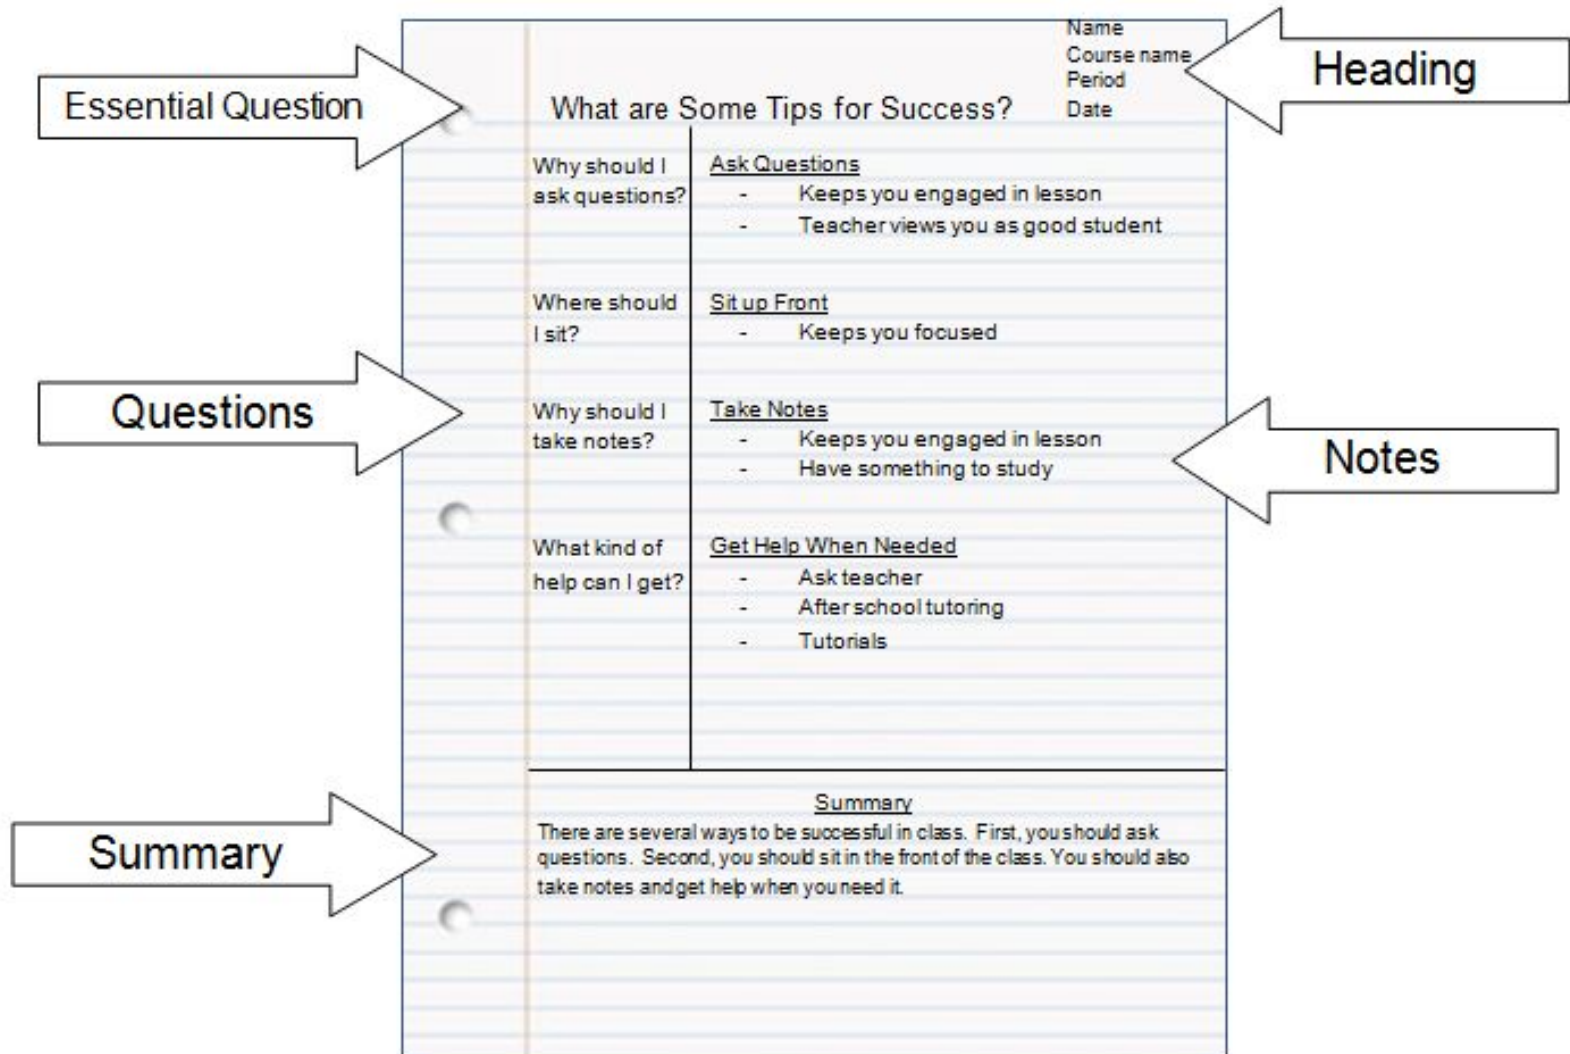 Name
Course name
Heading
Period
Essential Question
What are Some Tips for Success?
Date
Why should I
ask questions?
Ask Questions
- Keeps you engaged in lesson
- Teacher views you as good student
Where should
I sit?
Sit up Front
- Keeps you focused
Questions
Why should I
take notes?
Take Notes
- Keeps you engaged in lesson
- Have something to study
Notes
What kind of
help can I get?
Get Help When Needed
- Ask teacher
- After school tutoring
- Tutorials
Summary
Summary
There are several ways to be successful in class. First, you should ask
questions. Second, you should sit in the front of the class. You should also
take notes and get help when you need it.